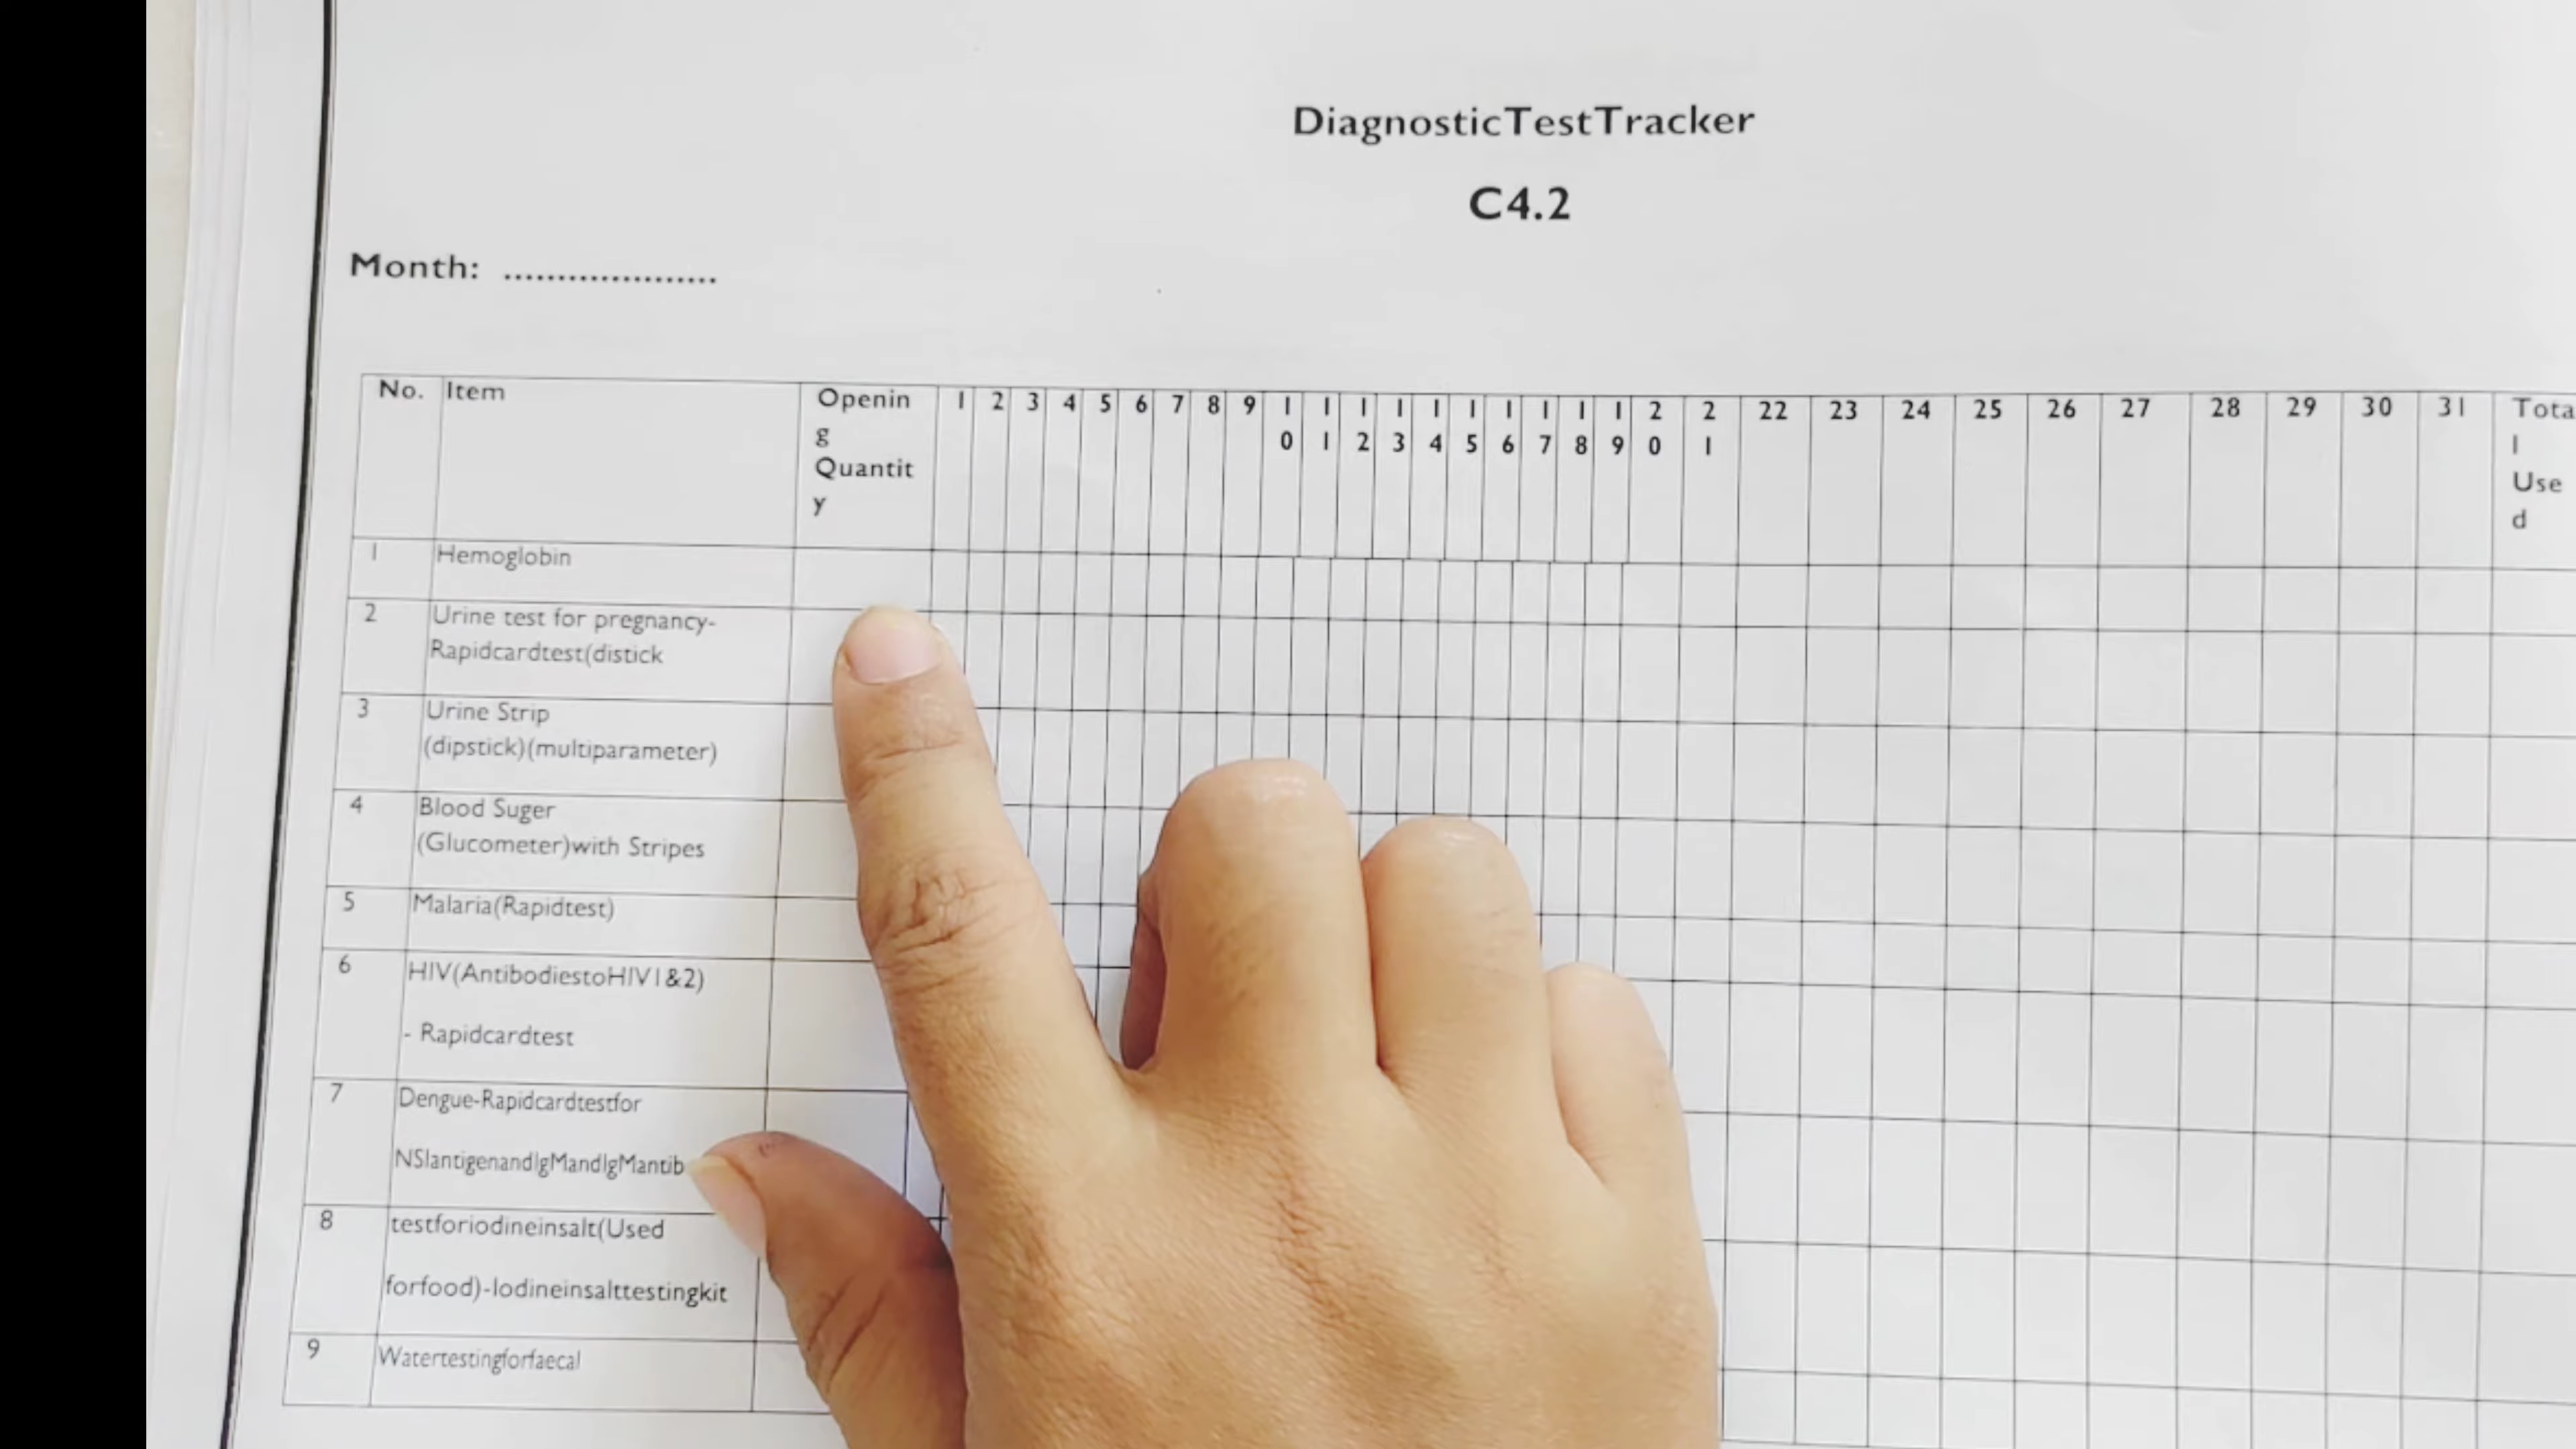 DiagnosticTestTracker
C4.2
Month: ....................
No. Item Openin 1 2 3 4 5 6 7 8 9 1 1 1 1 1 1 1 1 1 1 2 2 22 23 24 25 26 27 28 29 30 31 Tota
g 0 1 2 3 4 5 6 7 8 9 0 1 l
Quantit Use
y d
1 Hemoglobin
2 Urine test for pregnancy-
Rapidcardtest(distick
3 Urine Strip
(dipstick)(multiparameter)
4 Blood Suger
(Glucometer)with Stripes
5 Malaria(Rapidtest)
6 HIV(AntibodiestoHIV1&2)
- Rapidcardtest
7 Dengue-Rapidcardtestfor
NSIantigenandIgMandIgMantib
8 testforiodineinsalt(Used
forfood)-Iodineinsalttestingkit
9 Watertestingforfaecal